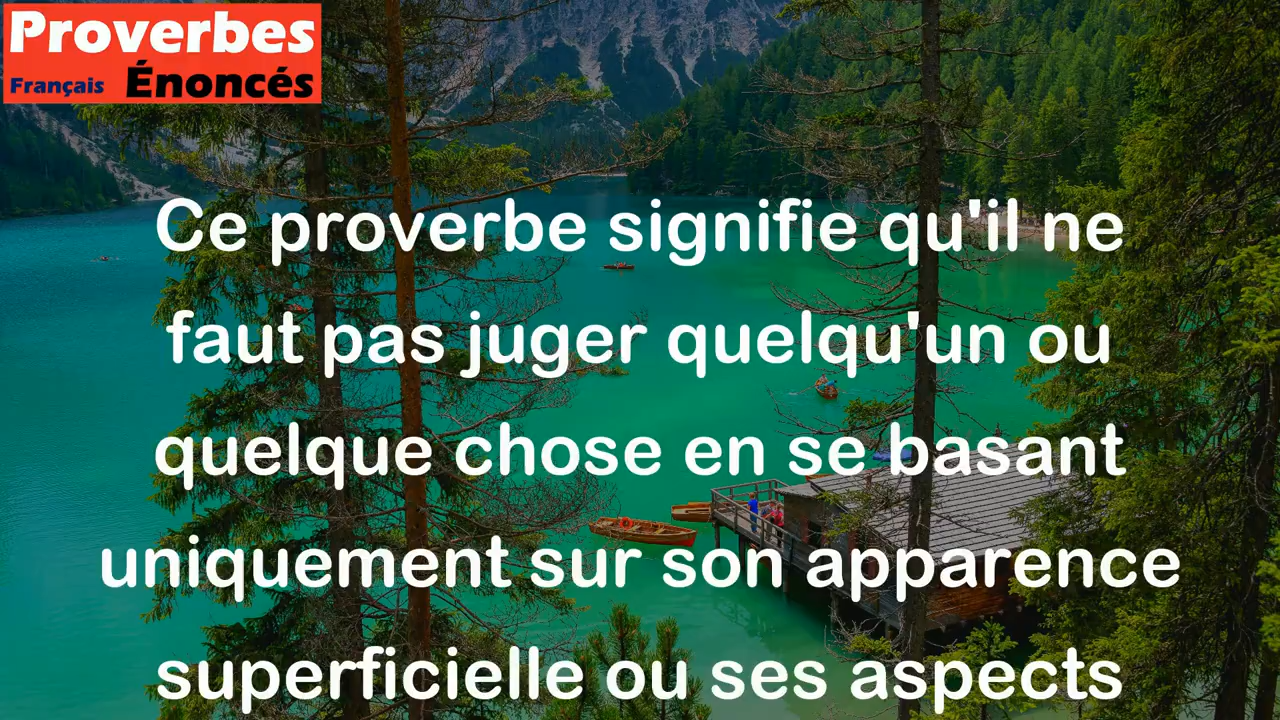 Proverbes
Français Énoncés
Ce proverbe signifie qu'il ne
faut pas juger quelqu'un ou
quelque chose en se basant
uniquement sur son apparence
superficielle ou ses aspects